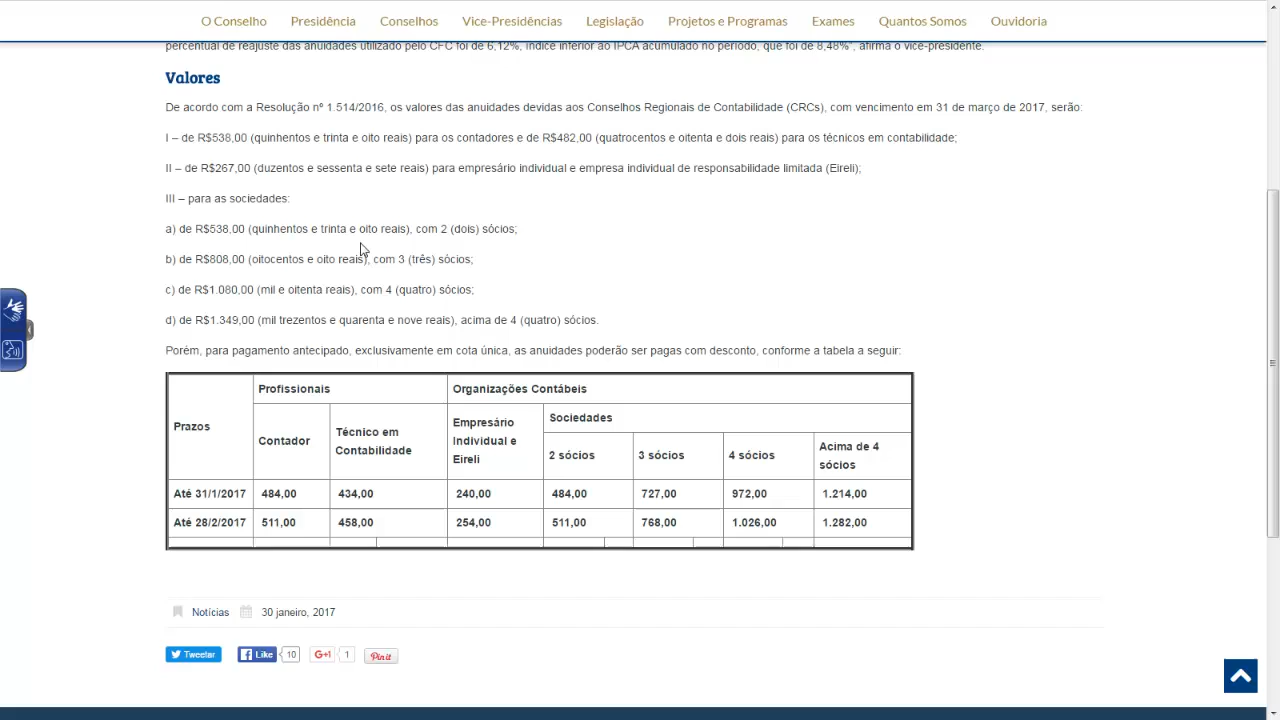 O Conselho Presidência Conselhos Vice-Presidências Legislação Projetos e Programas Exames Quantos Somos Ouvidoria
percentual de reajuste das anuidades utilizado pelo CFC foi de 6,12%, índice inferior ao IPCA acumulado no período, que foi de 8,48%", afirma o vice-presidente.
Valores
De acordo com a Resolução nº 1.514/2016, os valores das anuidades devidas aos Conselhos Regionais de Contabilidade (CRCs), com vencimento em 31 de março de 2017, serão:
I – de R$538,00 (quinhentos e trinta e oito reais) para os contadores e de R$482,00 (quatrocentos e oitenta e dois reais) para os técnicos em contabilidade;
II – de R$267,00 (duzentos e sessenta e sete reais) para empresário individual e empresa individual de responsabilidade limitada (Eireli);
III – para as sociedades:
a) de R$538,00 (quinhentos e trinta e oito reais), com 2 (dois) sócios;
b) de R$808,00 (oitocentos e oito reais), com 3 (três) sócios;
c) de R$1.080,00 (mil e oitenta reais), com 4 (quatro) sócios;
d) de R$1.349,00 (mil trezentos e quarenta e nove reais), acima de 4 (quatro) sócios.
Porém, para pagamento antecipado, exclusivamente em cota única, as anuidades poderão ser pagas com desconto, conforme a tabela a seguir:
Prazos
Profissionais
Organizações Contábeis
Contador
Técnico em
Contabilidade
Empresário
Individual e
Eireli
Sociedades
2 sócios
3 sócios
4 sócios
Acima de 4
sócios
Até 31/1/2017 484,00 434,00 240,00 484,00 727,00 972,00 1.214,00
Até 28/2/2017 511,00 458,00 254,00 511,00 768,00 1.026,00 1.282,00
Notícias 30 janeiro, 2017
Tweetar Like 10 G+1 1 Pin it